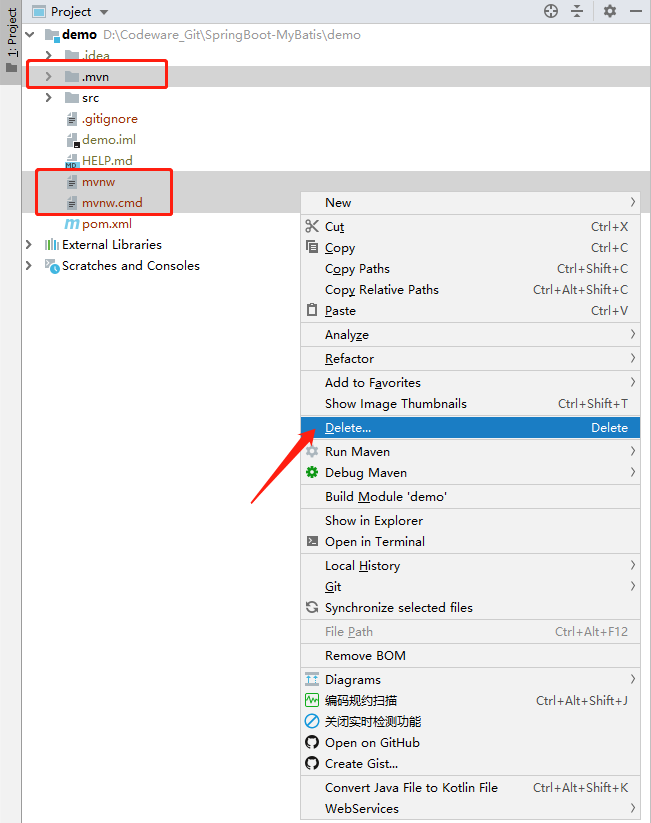 1: Project
Project
demo D:\Codeware_Git\SpringBoot-MyBatis\demo
.idea
.mvn
src
.gitignore
demo.iml
HELP.md
mvnw
mvnw.cmd
pom.xml
External Libraries
Scratches and Consoles
New
Cut Ctrl+X
Copy Ctrl+C
Copy Paths Ctrl+Shift+C
Copy Relative Paths Ctrl+Alt+Shift+C
Paste Ctrl+V
Analyze
Refactor
Add to Favorites
Show Image Thumbnails Ctrl+Shift+T
Delete... Delete
Run Maven
Debug Maven
Build Module 'demo'
Show in Explorer
Open in Terminal
Local History
Git
Synchronize selected files
File Path Ctrl+Alt+F12
Remove BOM
Diagrams
编码规约扫描 Ctrl+Alt+Shift+J
关闭实时检测功能
Open on GitHub
Create Gist...
Convert Java File to Kotlin File Ctrl+Alt+Shift+K
WebServices